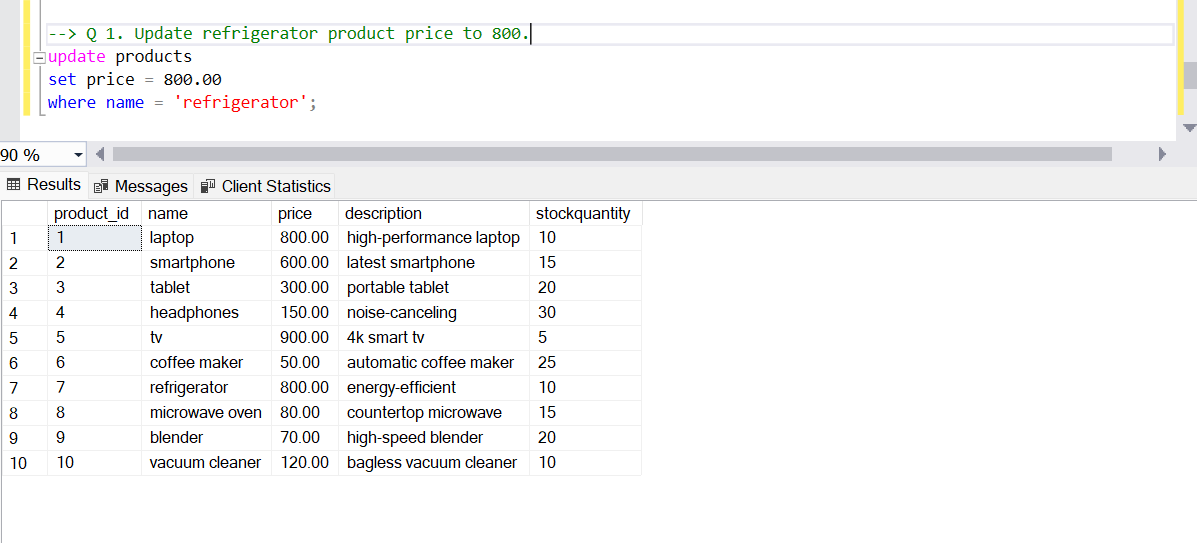 --> Q 1. Update refrigerator product price to 800.
update products
set price = 800.00
where name = 'refrigerator';
90 %
Results Messages Client Statistics
product_id name price description stockquantity
1 1 laptop 800.00 high-performance laptop 10
2 2 smartphone 600.00 latest smartphone 15
3 3 tablet 300.00 portable tablet 20
4 4 headphones 150.00 noise-canceling 30
5 5 tv 900.00 4k smart tv 5
6 6 coffee maker 50.00 automatic coffee maker 25
7 7 refrigerator 800.00 energy-efficient 10
8 8 microwave oven 80.00 countertop microwave 15
9 9 blender 70.00 high-speed blender 20
10 10 vacuum cleaner 120.00 bagless vacuum cleaner 10